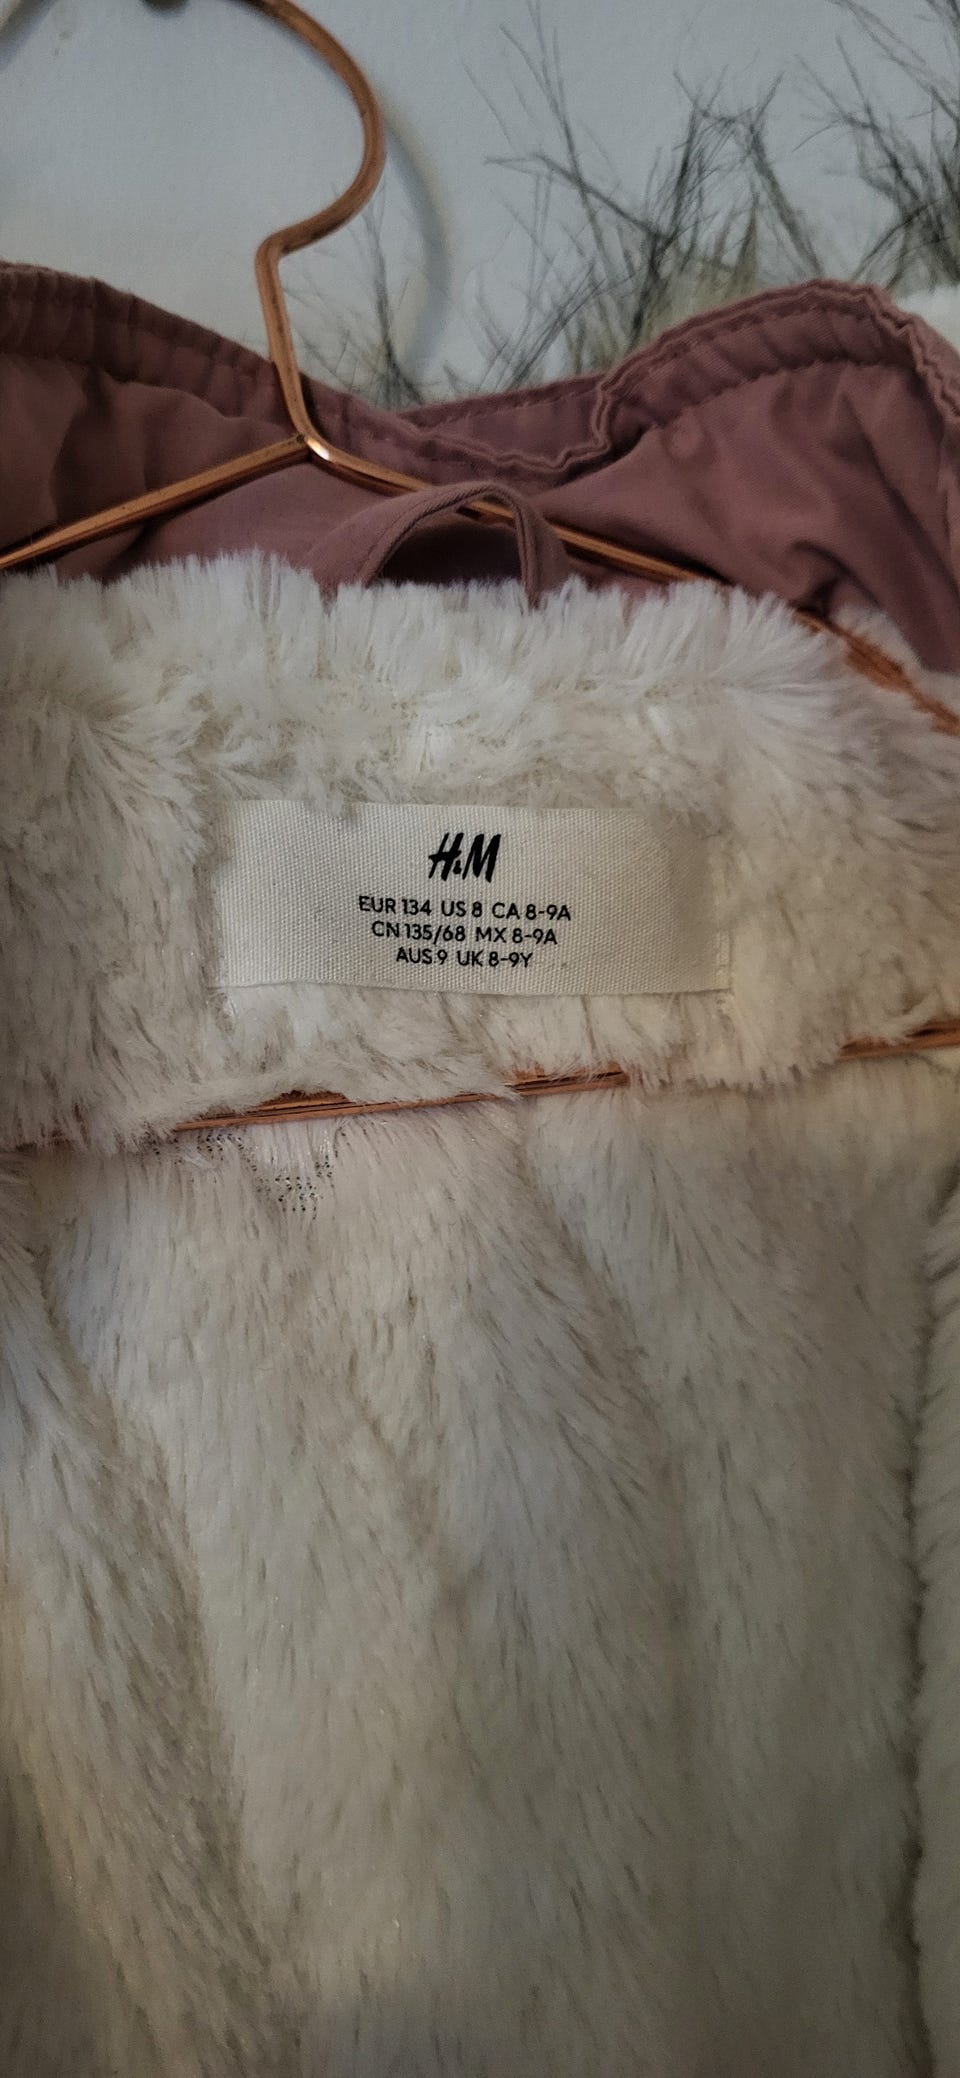 H&M
EUR 134 US 8 CA 8-9A
CN 135/68 MX 8-9A
AUS 9 UK 8-9Y